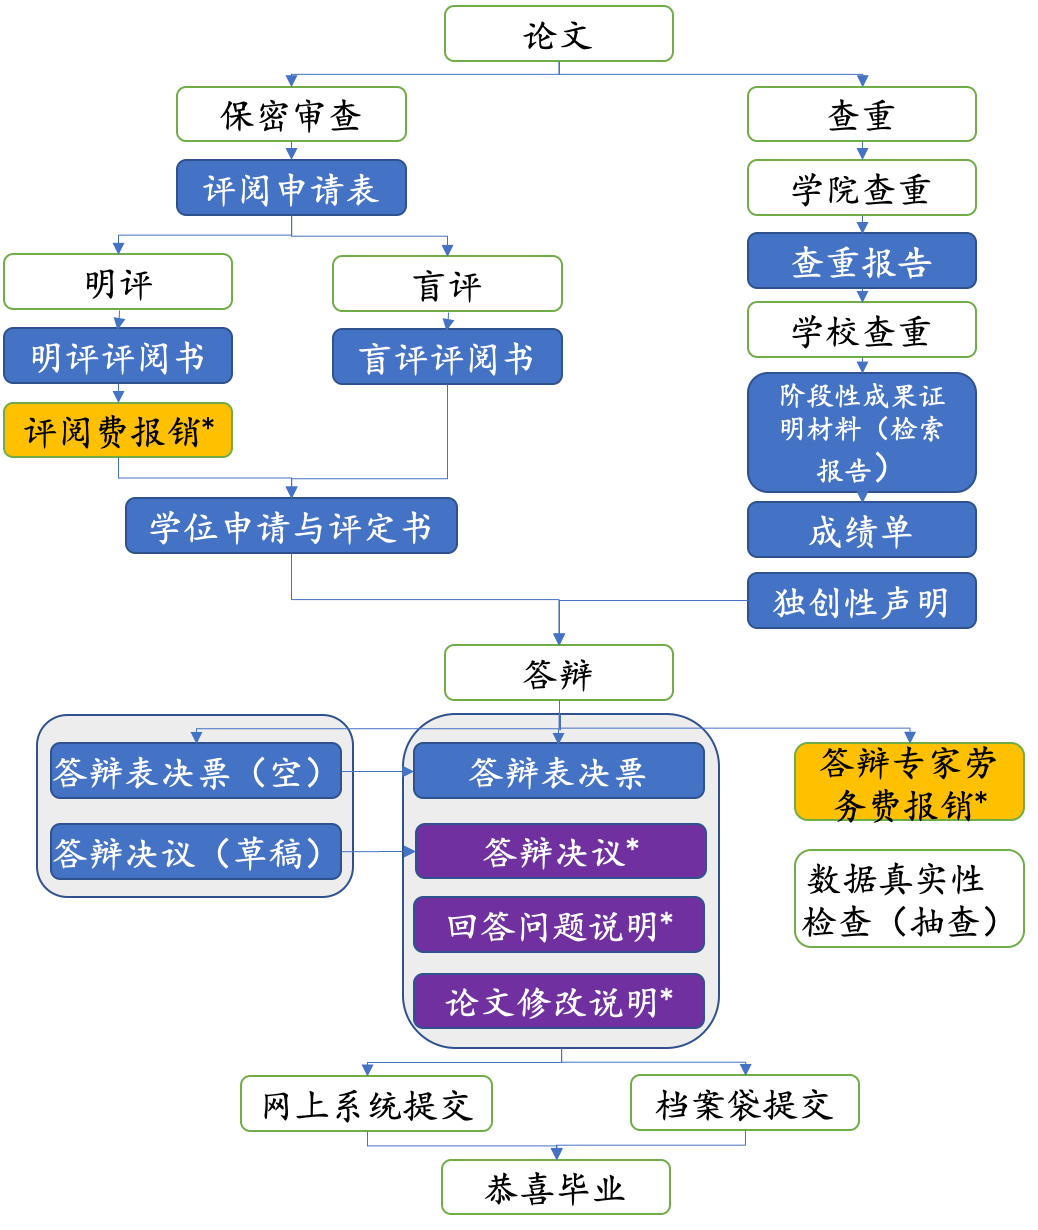 论文
保密审查
查重
评阅申请表
学院查重
明评
盲评
查重报告
明评评阅书
盲评评阅书
学校查重
评阅费报销*
阶段性成果证
明材料（检索
报告）
学位申请与评定书
成绩单
独创性声明
答辩
答辩表决票（空）
答辩表决票
答辩专家劳
务费报销*
答辩决议（草稿）
答辩决议*
数据真实性
检查（抽查）
回答问题说明*
论文修改说明*
网上系统提交
档案袋提交
恭喜毕业